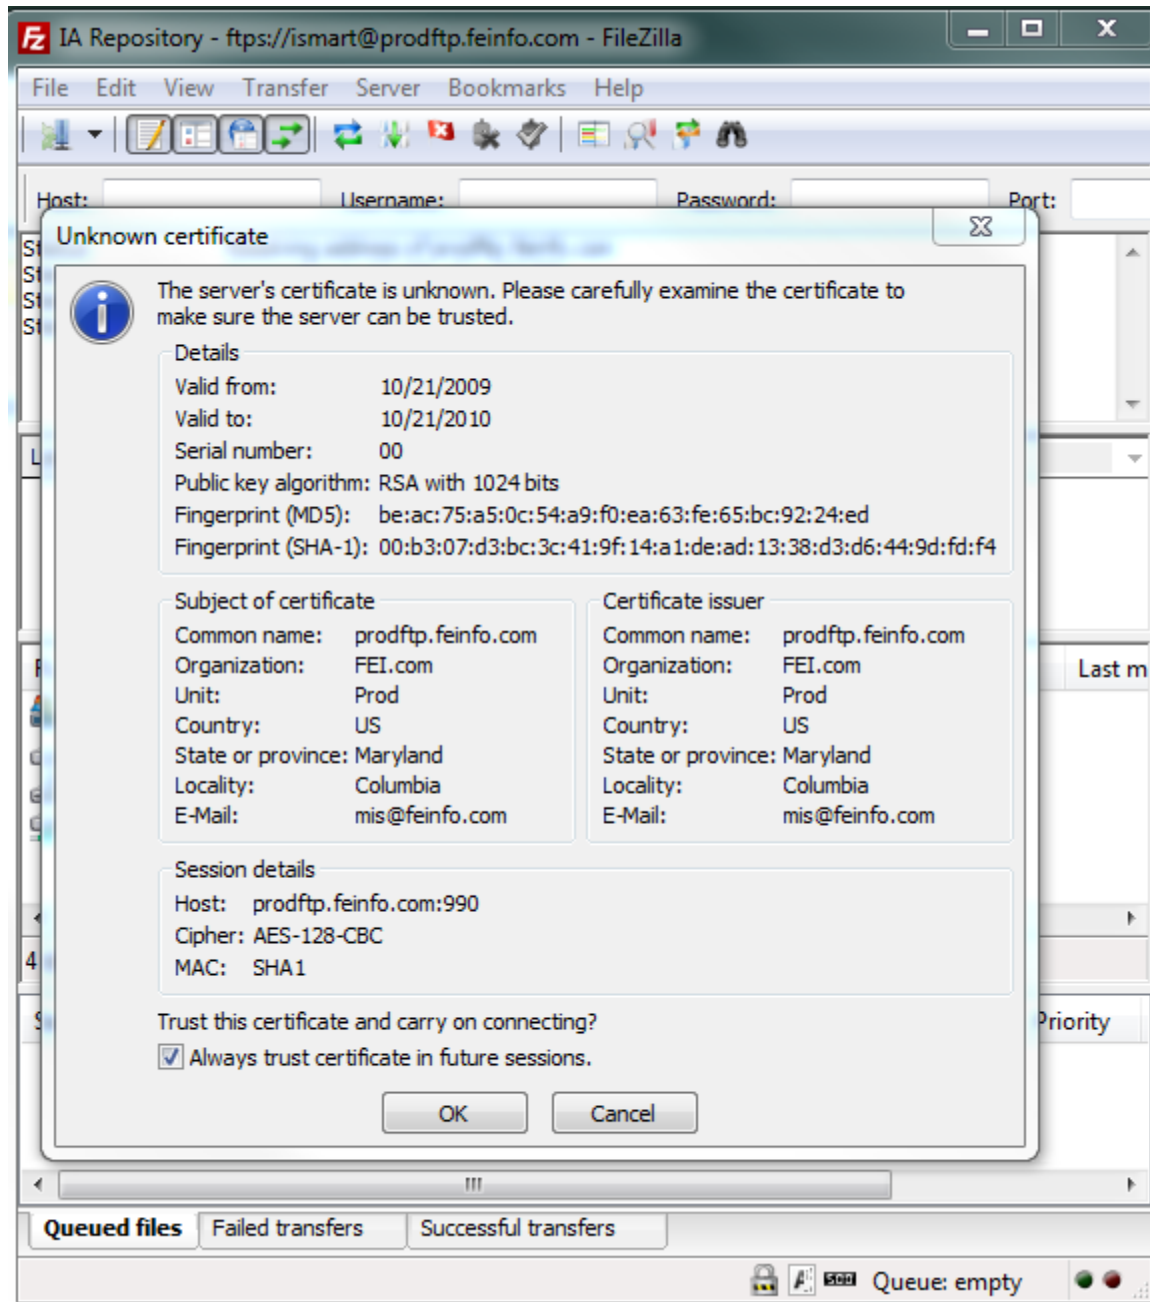 IA Repository - ftps://ismart@prodftp.feinfo.com - FileZilla
File Edit View Transfer Server Bookmarks Help
Host: Username: Password: Port:
Unknown certificate
The server's certificate is unknown. Please carefully examine the certificate to
make sure the server can be trusted.
Details
Valid from: 10/21/2009
Valid to: 10/21/2010
Serial number: 00
Public key algorithm: RSA with 1024 bits
Fingerprint (MD5): be:ac:75:a5:0c:54:a9:f0:ea:63:fe:65:bc:92:24:ed
Fingerprint (SHA-1): 00:b3:07:d3:bc:3c:41:9f:14:a1:de:ad:13:38:d3:d6:44:9d:fd:f4
Subject of certificate
Common name: prodftp.feinfo.com
Organization: FEI.com
Unit: Prod
Country: US
State or province: Maryland
Locality: Columbia
E-Mail: mis@feinfo.com
Certificate issuer
Common name: prodftp.feinfo.com
Organization: FEI.com
Unit: Prod
Country: US
State or province: Maryland
Locality: Columbia
E-Mail: mis@feinfo.com
Last m
Session details
Host: prodftp.feinfo.com:990
Cipher: AES-128-CBC
MAC: SHA1
Trust this certificate and carry on connecting?
Priority
Always trust certificate in future sessions.
OK Cancel
Queued files Failed transfers Successful transfers
Queue: empty